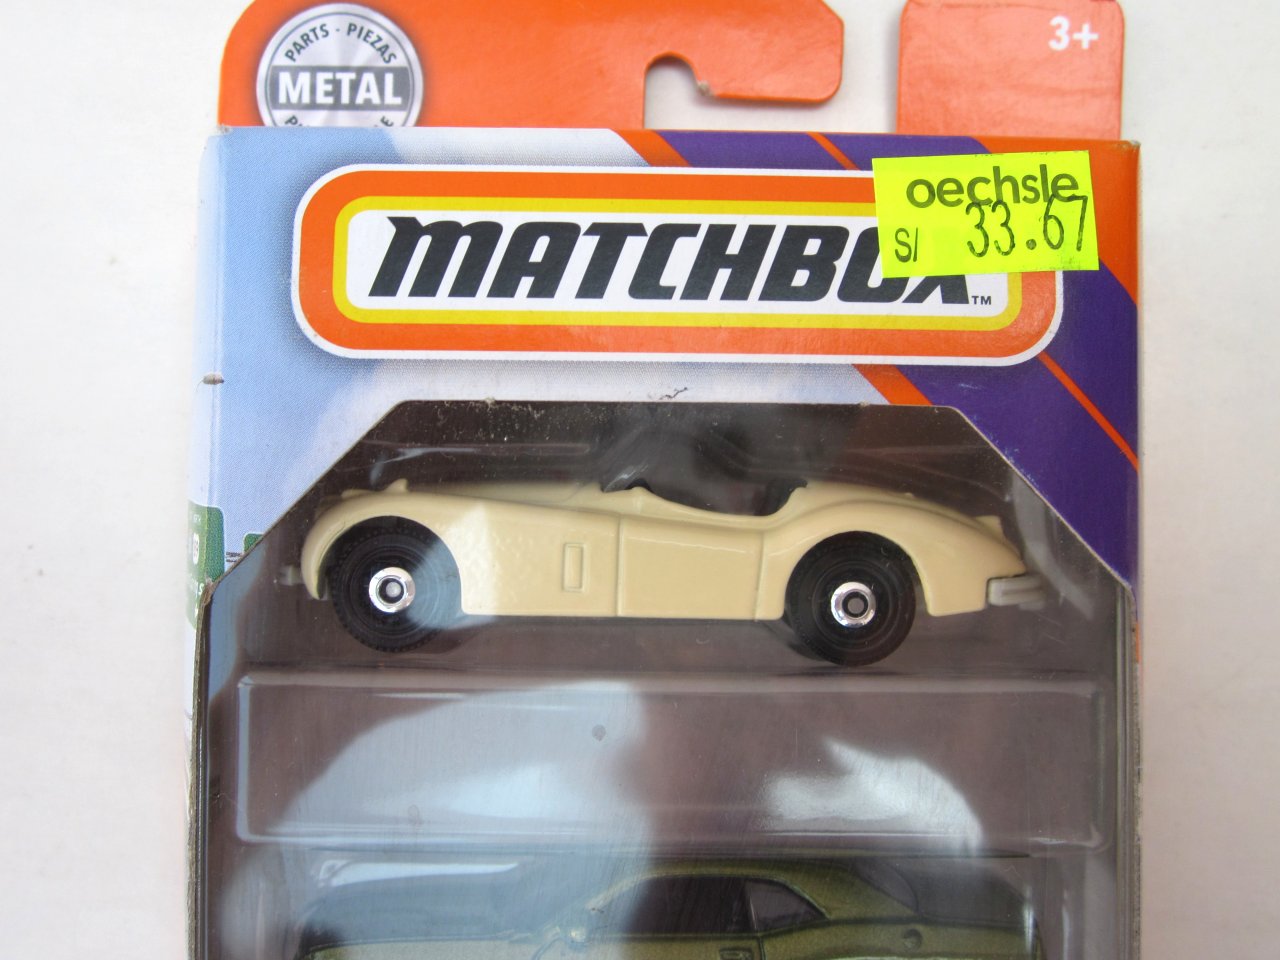 PARTS - PIEZAS
METAL
3+
MATCHBOX™
oechsle
S/ 33.67